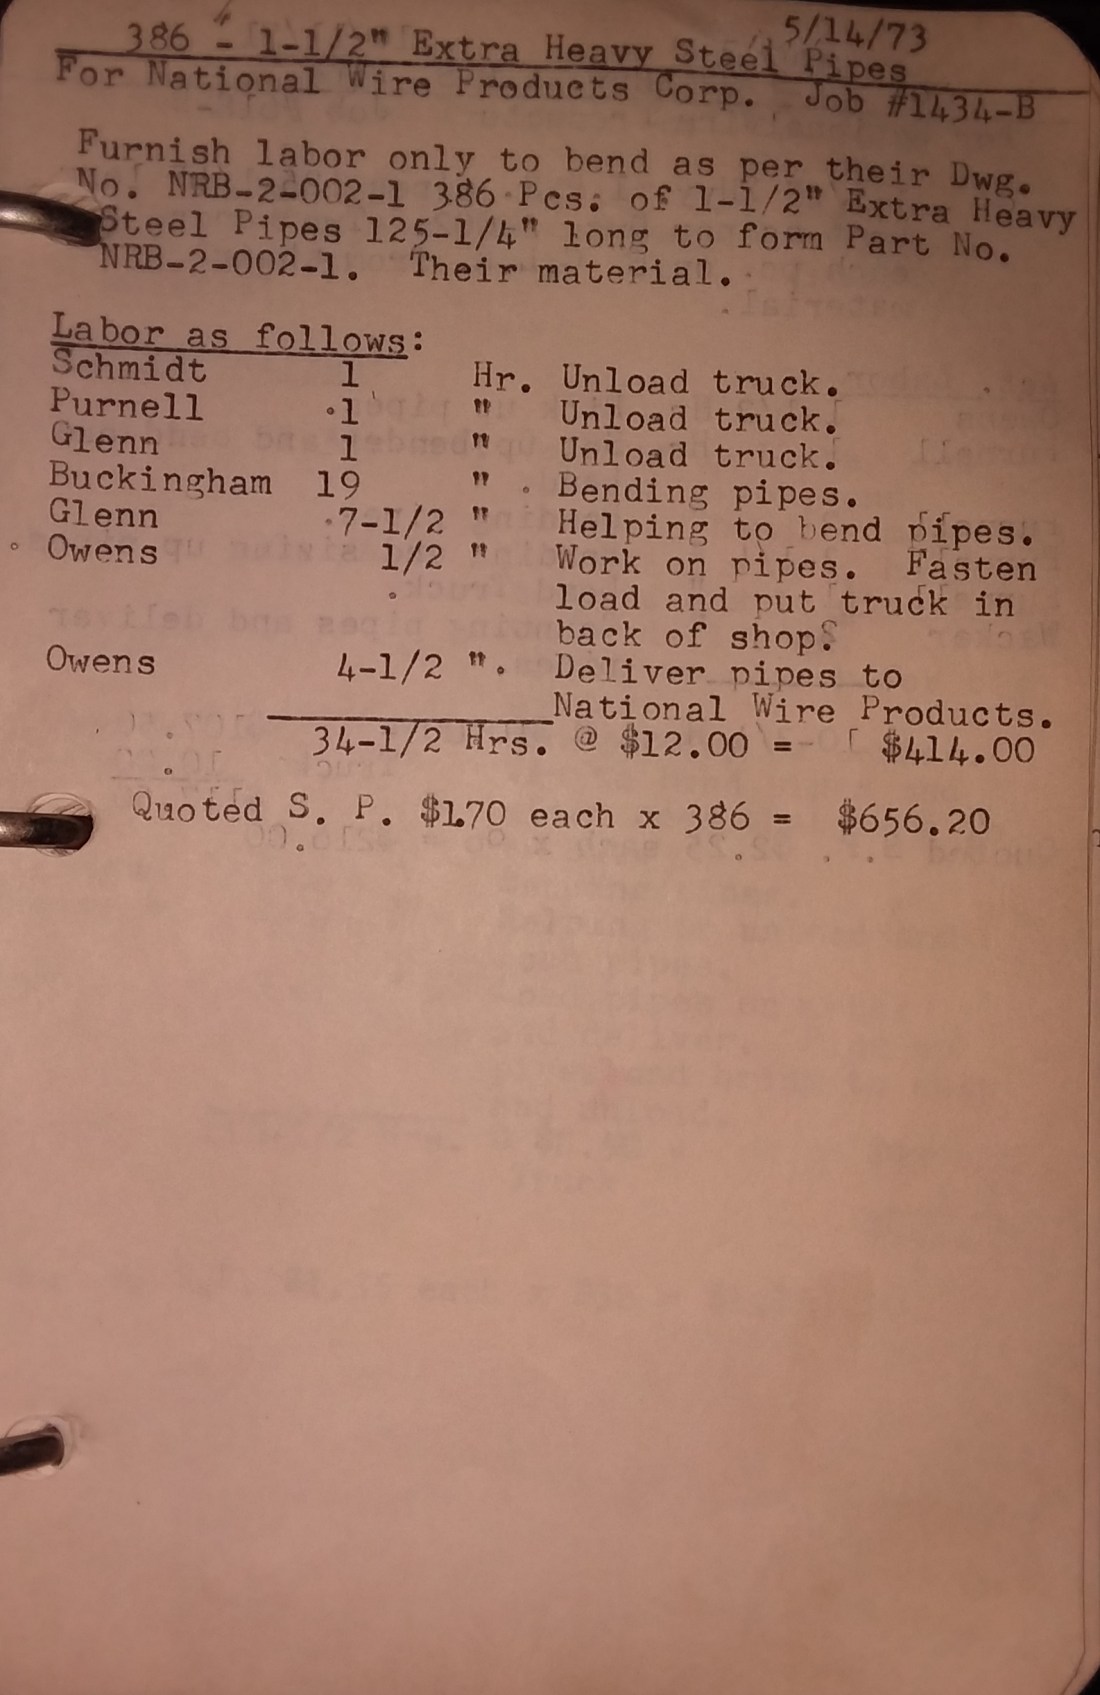 5/14/73
386 - 1-1/2" Extra Heavy Steel Pipes
For National Wire Products Corp. Job #1434-B
Furnish labor only to bend as per their Dwg.
No. NRB-2-002-1 386 Pcs. of 1-1/2" Extra Heavy
Steel Pipes 125-1/4" long to form Part No.
NRB-2-002-1. Their material.
Labor as follows:
Schmidt 1 Hr. Unload truck.
Purnell 1 " Unload truck.
Glenn 1 " Unload truck.
Buckingham 19 " Bending pipes.
Glenn 7-1/2 " Helping to bend pipes.
Owens 1/2 " Work on pipes. Fasten
load and put truck in
back of shop.
Owens 4-1/2 " Deliver pipes to
National Wire Products.
34-1/2 Hrs. @ $12.00 = $414.00
Quoted S. P. $1.70 each x 386 = $656.20